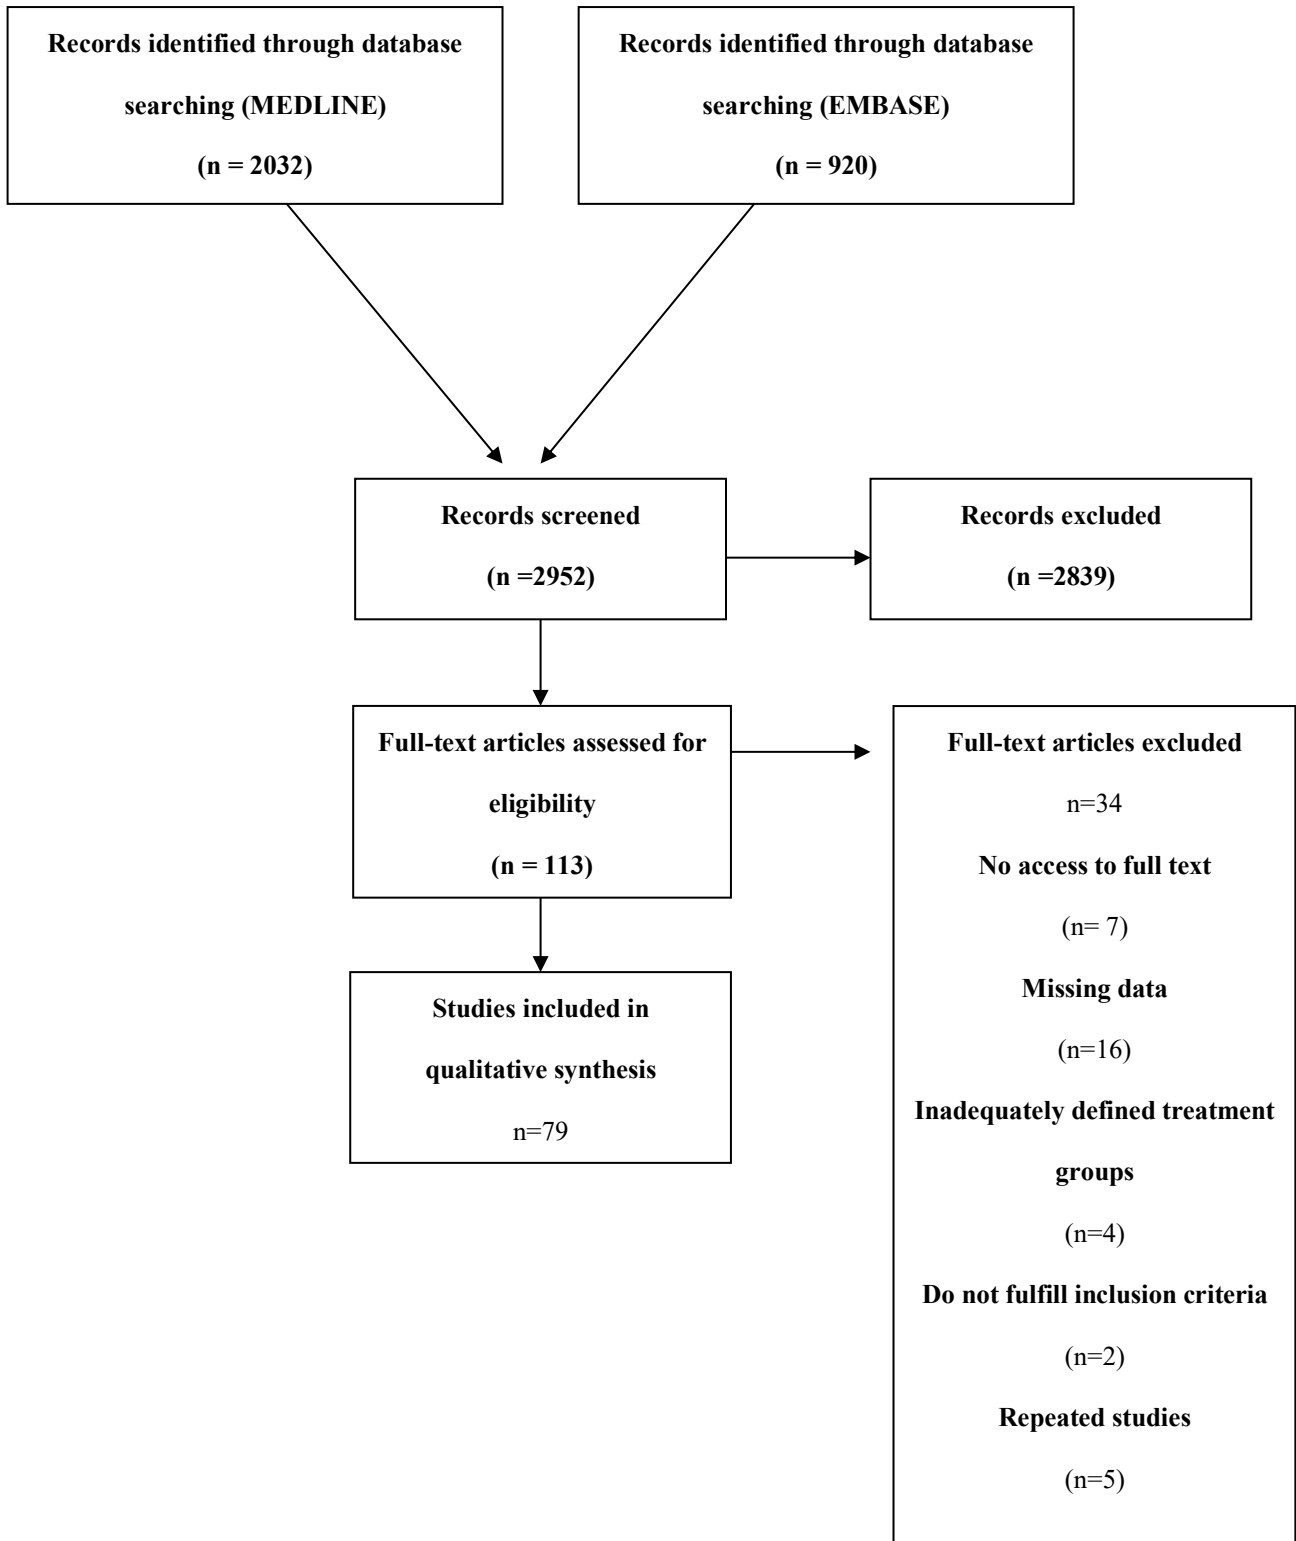 Records identified through database
searching (MEDLINE)
(n = 2032)
Records identified through database
searching (EMBASE)
(n = 920)
Records screened
(n =2952)
Records excluded
(n =2839)
Full-text articles assessed for
eligibility
(n = 113)
Full-text articles excluded
n=34
No access to full text
(n= 7)
Missing data
(n=16)
Inadequately defined treatment
groups
(n=4)
Do not fulfill inclusion criteria
(n=2)
Repeated studies
(n=5)
Studies included in
qualitative synthesis
n=79